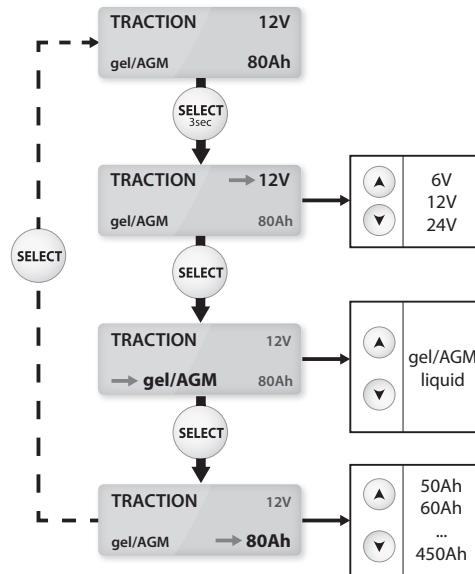 TRACTION 12V
gel/AGM 80Ah
SELECT
3sec
TRACTION 12V
gel/AGM 80Ah
6V
12V
24V
SELECT
SELECT
TRACTION 12V
gel/AGM 80Ah
gel/AGM
liquid
SELECT
TRACTION 12V
gel/AGM 80Ah
50Ah
60Ah
...
450Ah